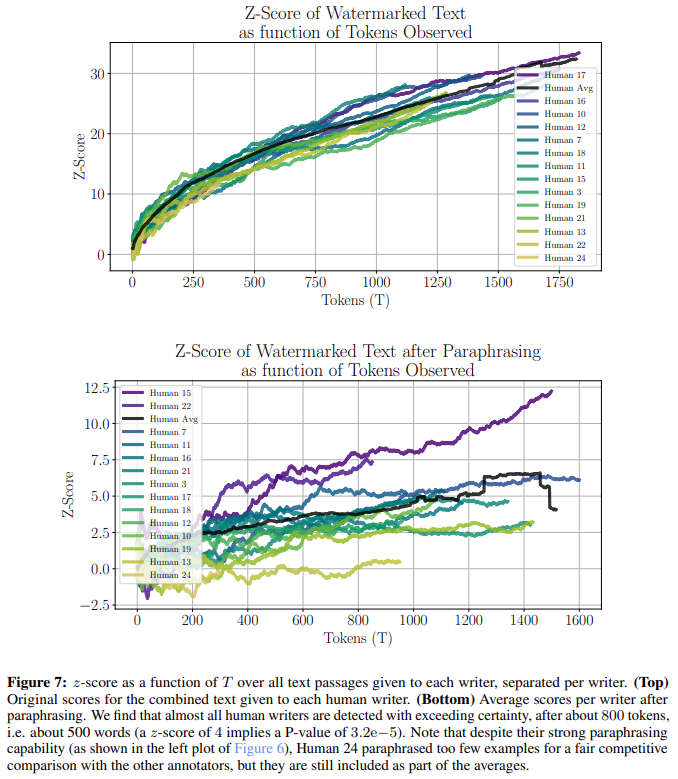 Z-Score of Watermarked Text
as function of Tokens Observed
Z-Score
30
20
10
0
0 250 500 750 1000 1250 1500 1750
Tokens (T)
Human 17
Human Avg
Human 16
Human 10
Human 12
Human 7
Human 18
Human 11
Human 15
Human 3
Human 19
Human 21
Human 13
Human 22
Human 24
Z-Score of Watermarked Text after Paraphrasing
as function of Tokens Observed
Z-Score
12.5
10.0
7.5
5.0
2.5
0.0
−2.5
Human 15
Human 22
Human Avg
Human 7
Human 11
Human 16
Human 21
Human 3
Human 17
Human 18
Human 12
Human 10
Human 19
Human 13
Human 24
0 200 400 600 800 1000 1200 1400 1600
Tokens (T)
Figure 7: z-score as a function of T over all text passages given to each writer, separated per writer. (Top)
Original scores for the combined text given to each human writer. (Bottom) Average scores per writer after
paraphrasing. We find that almost all human writers are detected with exceeding certainty, after about 800 tokens,
i.e. about 500 words (a z-score of 4 implies a P-value of 3.2e−5). Note that despite their strong paraphrasing
capability (as shown in the left plot of Figure 6), Human 24 paraphrased too few examples for a fair competitive
comparison with the other annotators, but they are still included as part of the averages.